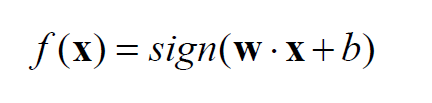 f(x) = sign(w · x + b)